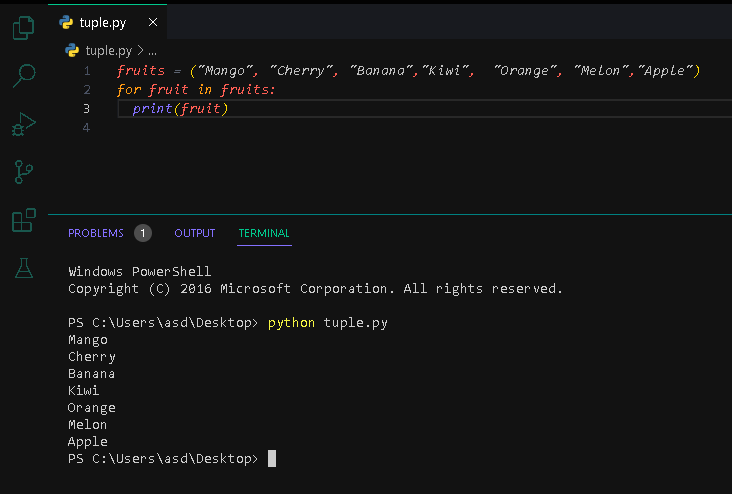 tuple.py
tuple.py > ...
1 fruits = ("Mango", "Cherry", "Banana","Kiwi",  "Orange", "Melon","Apple")
2 for fruit in fruits:
3   print(fruit)
4
PROBLEMS 1 OUTPUT TERMINAL
Windows PowerShell
Copyright (C) 2016 Microsoft Corporation. All rights reserved.
PS C:\Users\asd\Desktop> python tuple.py
Mango
Cherry
Banana
Kiwi
Orange
Melon
Apple
PS C:\Users\asd\Desktop>